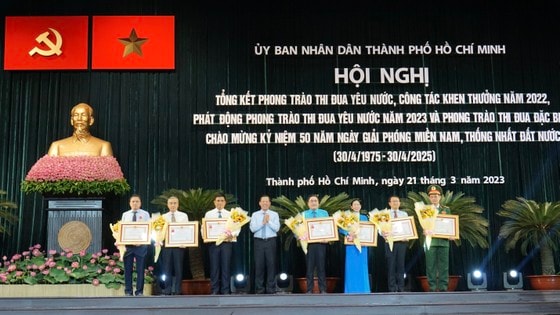 ỦY BAN NHÂN DÂN THÀNH PHỐ HỒ CHÍ MINH
HỘI NGHỊ
TỔNG KẾT PHONG TRÀO THI ĐUA YÊU NƯỚC, CÔNG TÁC KHEN THƯỞNG NĂM 2022,
PHÁT ĐỘNG PHONG TRÀO THI ĐUA YÊU NƯỚC NĂM 2023 VÀ PHONG TRÀO THI ĐUA ĐẶC B
CHÀO MỪNG KỶ NIỆM 50 NĂM NGÀY GIẢI PHÓNG MIỀN NAM, THỐNG NHẤT ĐẤT NƯỚC
(30/4/1975-30/4/2025)
Thành phố Hồ Chí Minh, ngày 21 tháng 3 năm 2023